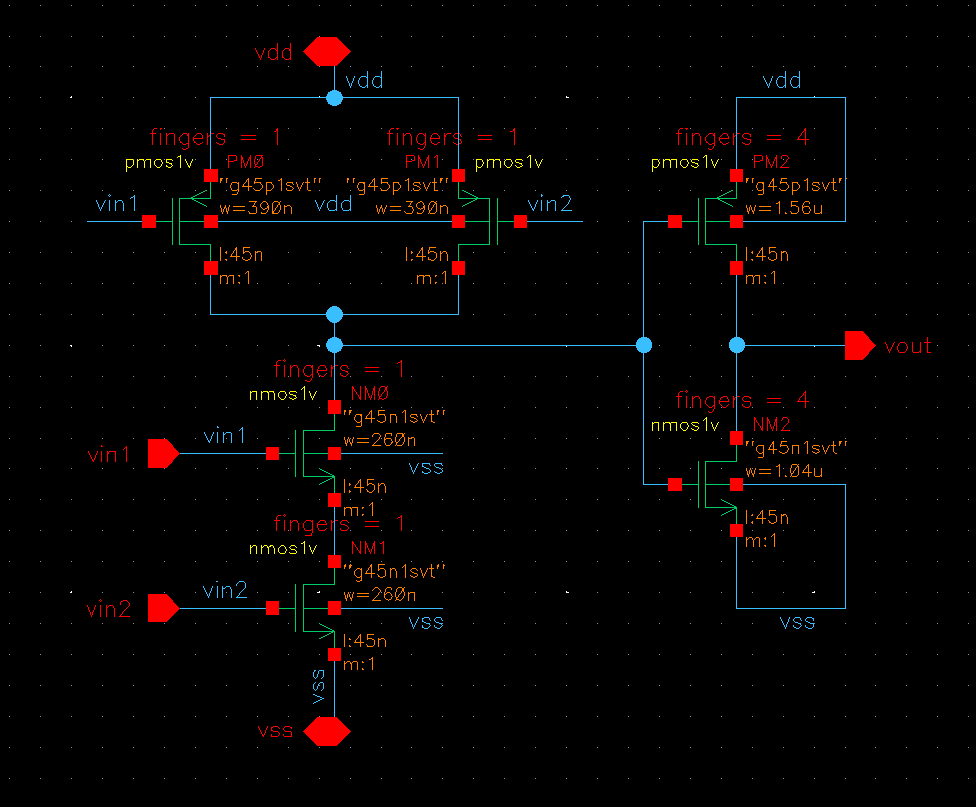 vdd
vdd
vdd
fingers = 1
fingers = 1
fingers = 4
pmos1v
PM0
PM1
pmos1v
pmos1v
PM2
"g45p1svt"
"g45p1svt"
"g45p1svt"
vin1
w=390n
vdd
w=390n
vin2
w=1.56u
l:45n
l:45n
l:45n
m:1
m:1
m:1
vout
fingers = 1
nmos1v
NM0
fingers = 4
"g45n1svt"
nmos1v
NM2
vin1
vin1
w=260n
"g45n1svt"
vss
w=1.04u
l:45n
m:1
l:45n
fingers = 1
m:1
nmos1v
NM1
"g45n1svt"
vin2
vin2
w=260n
vss
vss
l:45n
m:1
vss
vss